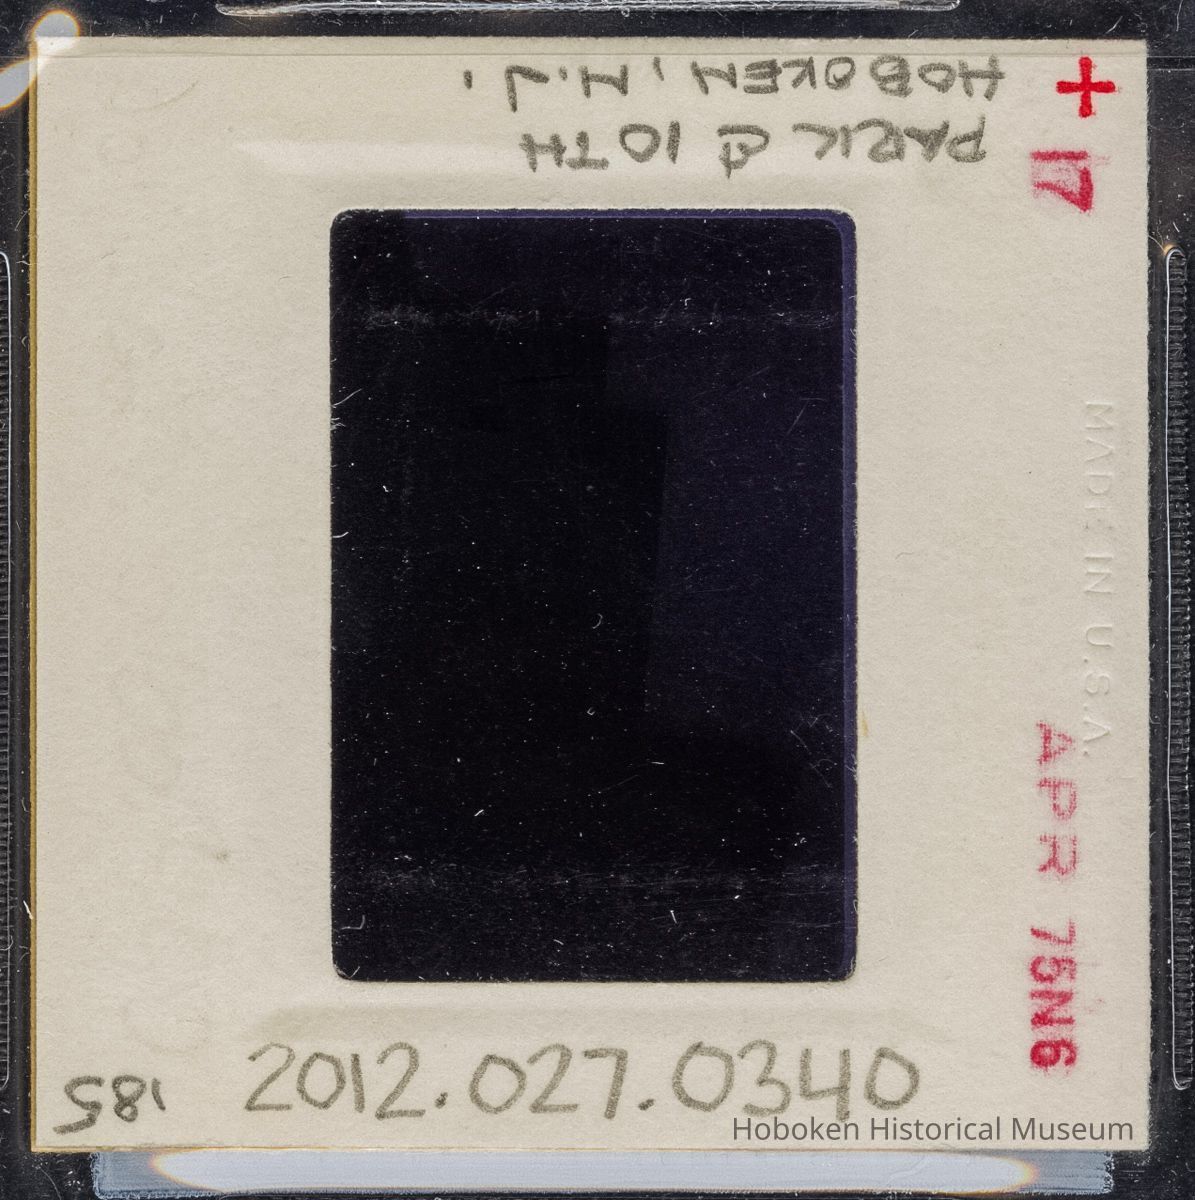 HOBOKEN, N.J.
PARK @ 10TH
+ 17
MADE IN U.S.A.
APR 75N6
185
2012.027.0340
Hoboken Historical Museum